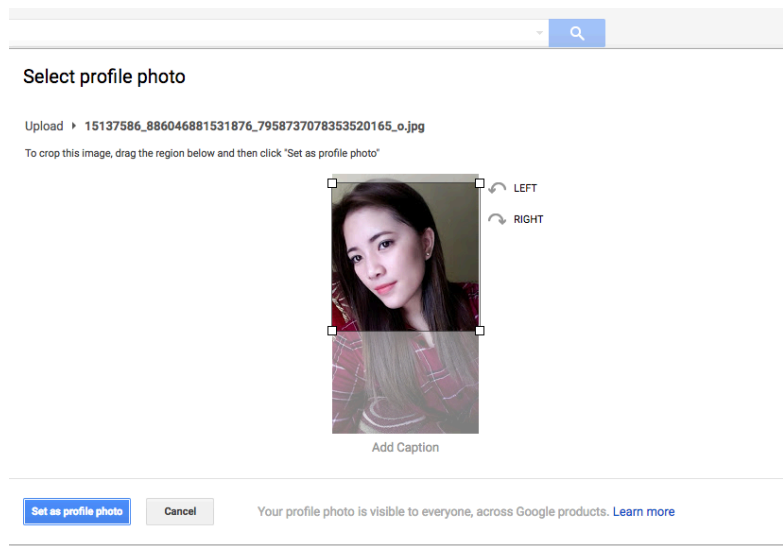 Select profile photo
Upload ▸ 15137586_886046881531876_7958737078353520165_o.jpg
To crop this image, drag the region below and then click "Set as profile photo"
LEFT
RIGHT
Add Caption
Set as profile photo Cancel Your profile photo is visible to everyone, across Google products. Learn more